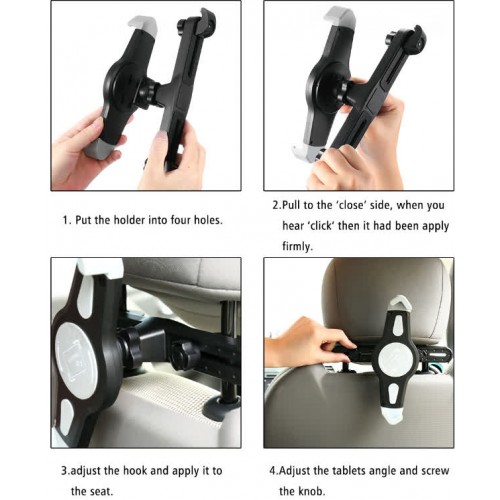 1. Put the holder into four holes.
2.Pull to the 'close' side, when you
hear 'click' then it had been apply
firmly.
3.adjust the hook and apply it to
the seat.
4.Adjust the tablets angle and screw
the knob.